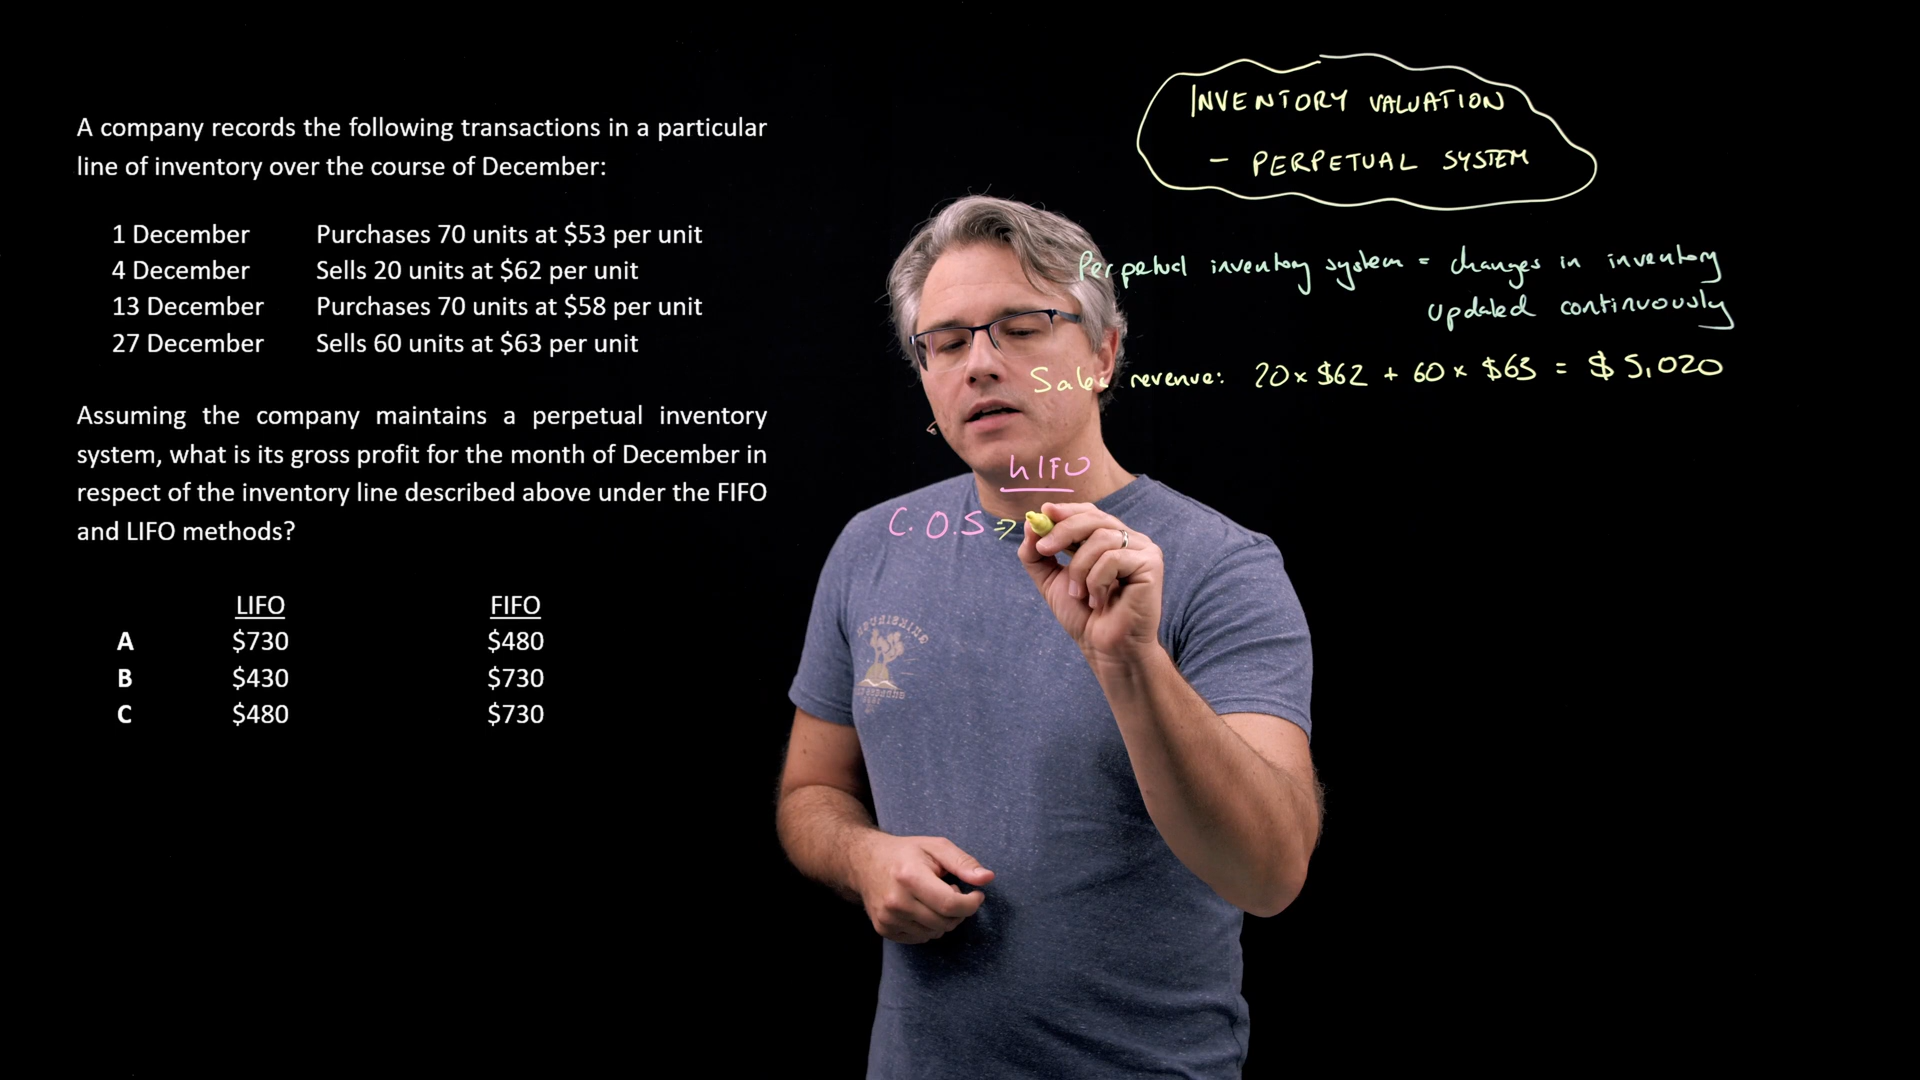 A company records the following transactions in a particular
line of inventory over the course of December:
1 December Purchases 70 units at $53 per unit
4 December Sells 20 units at $62 per unit
13 December Purchases 70 units at $58 per unit
27 December Sells 60 units at $63 per unit
Assuming the company maintains a perpetual inventory
system, what is its gross profit for the month of December in
respect of the inventory line described above under the FIFO
and LIFO methods?
LIFO FIFO
A $730 $480
B $430 $730
C $480 $730
INVENTORY VALUATION
- PERPETUAL SYSTEM
Perpetual inventory system = changes in inventory
updated continuously
Sales revenue: 20 x $62 + 60 x $63 = $5,020
LIFO
C.O.S =>
NOURISHING